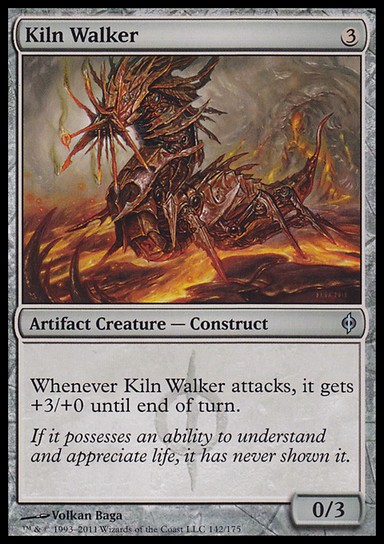 Kiln Walker 3
Artifact Creature — Construct
Whenever Kiln Walker attacks, it gets
+3/+0 until end of turn.
If it possesses an ability to understand
and appreciate life, it has never shown it.
Volkan Baga
0/3
™ & © 1993–2011 Wizards of the Coast LLC 142/175